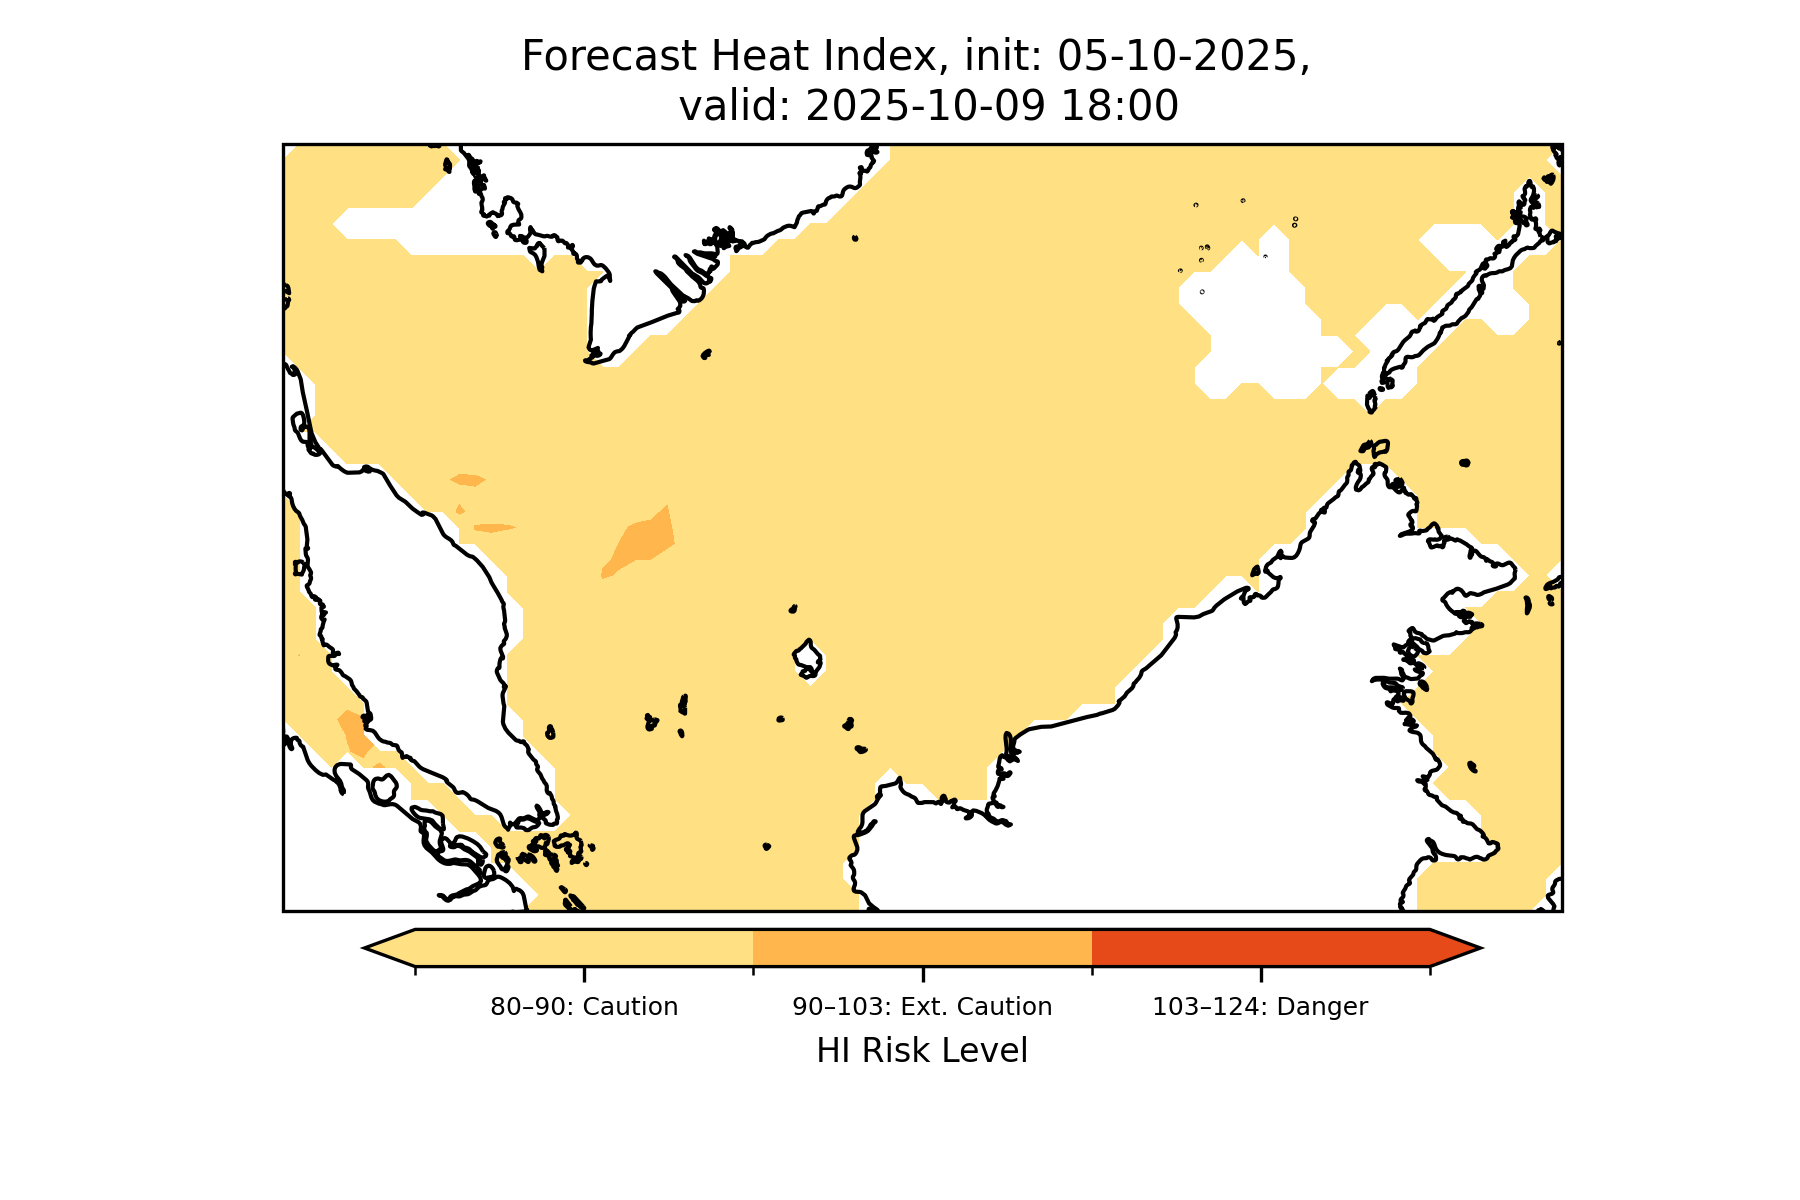 Forecast Heat Index, init: 05-10-2025,
valid: 2025-10-09 18:00
80–90: Caution
90–103: Ext. Caution
103–124: Danger
HI Risk Level